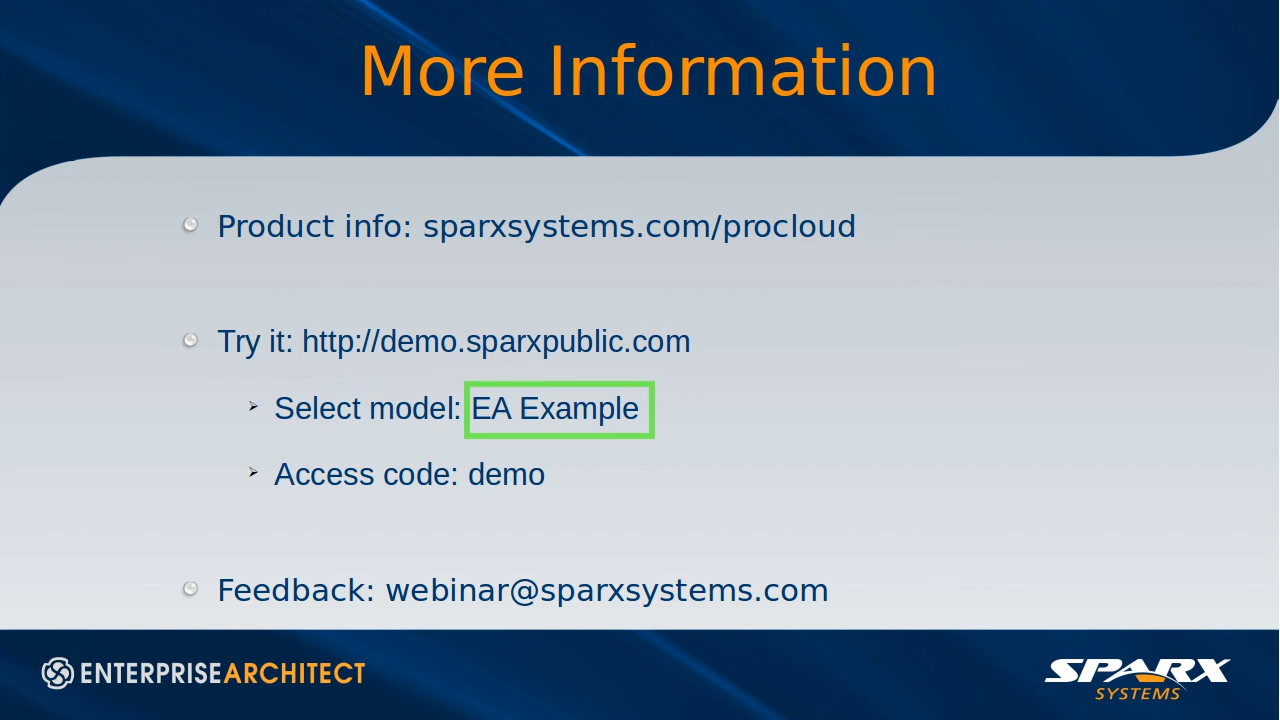 More Information
Product info: sparxsystems.com/procloud
Try it: http://demo.sparxpublic.com
Select model: EA Example
Access code: demo
Feedback: webinar@sparxsystems.com
ENTERPRISEARCHITECT
SPARX
SYSTEMS